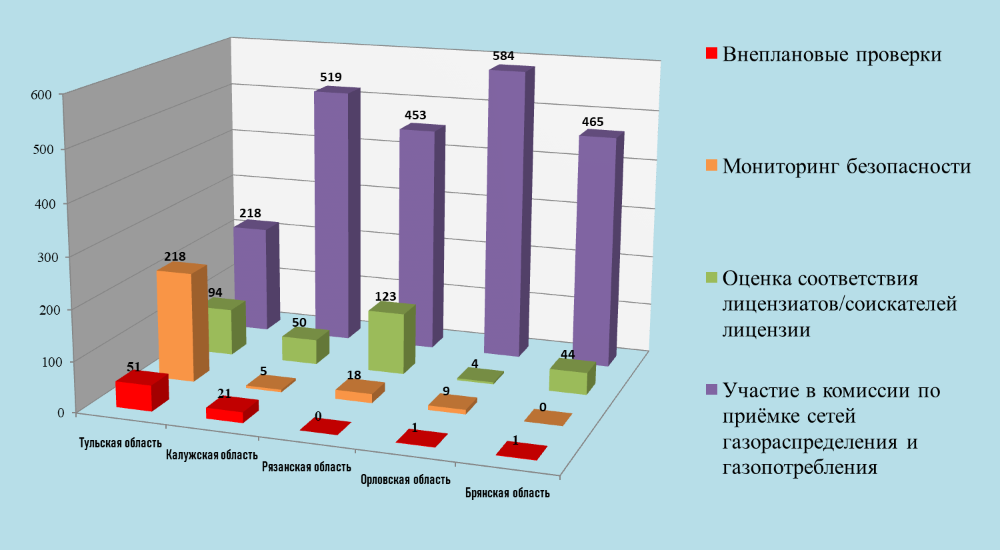 600
500
400
300
200
100
0
218
519
453
584
465
94
50
123
4
44
218
5
18
9
0
51
21
0
1
1
Тульская область
Калужская область
Рязанская область
Орловская область
Брянская область
Внеплановые проверки
Мониторинг безопасности
Оценка соответствия
лицензиатов/соискателей
лицензии
Участие в комиссии по
приёмке сетей
газораспределения и
газопотребления